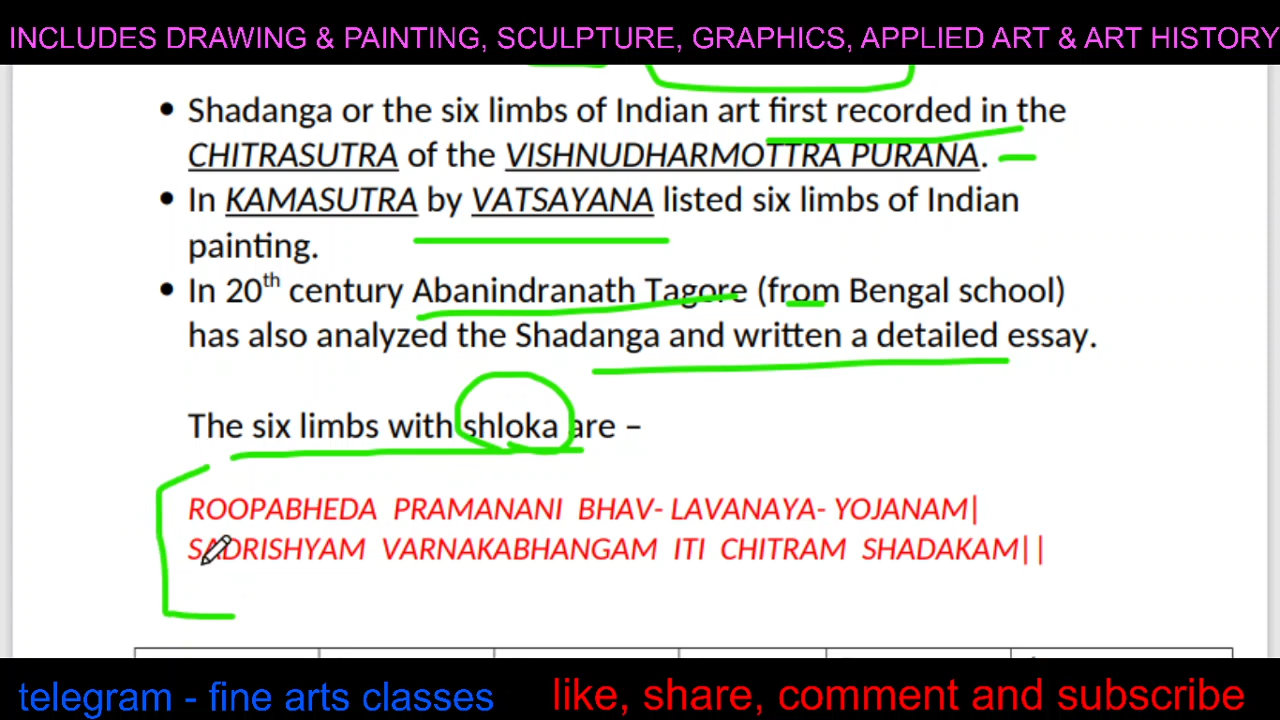 INCLUDES DRAWING & PAINTING, SCULPTURE, GRAPHICS, APPLIED ART & ART HISTORY
• Shadanga or the six limbs of Indian art first recorded in the
CHITRASUTRA of the VISHNUDHARMOTTRA PURANA.
• In KAMASUTRA by VATSAYANA listed six limbs of Indian
painting.
• In 20th century Abanindranath Tagore (from Bengal school)
has also analyzed the Shadanga and written a detailed essay.
The six limbs with shloka are –
ROOPABHEDA PRAMANANI BHAV- LAVANAYA- YOJANAM|
SADRISHYAM VARNAKABHANGAM ITI CHITRAM SHADAKAM||
telegram - fine arts classes
like, share, comment and subscribe